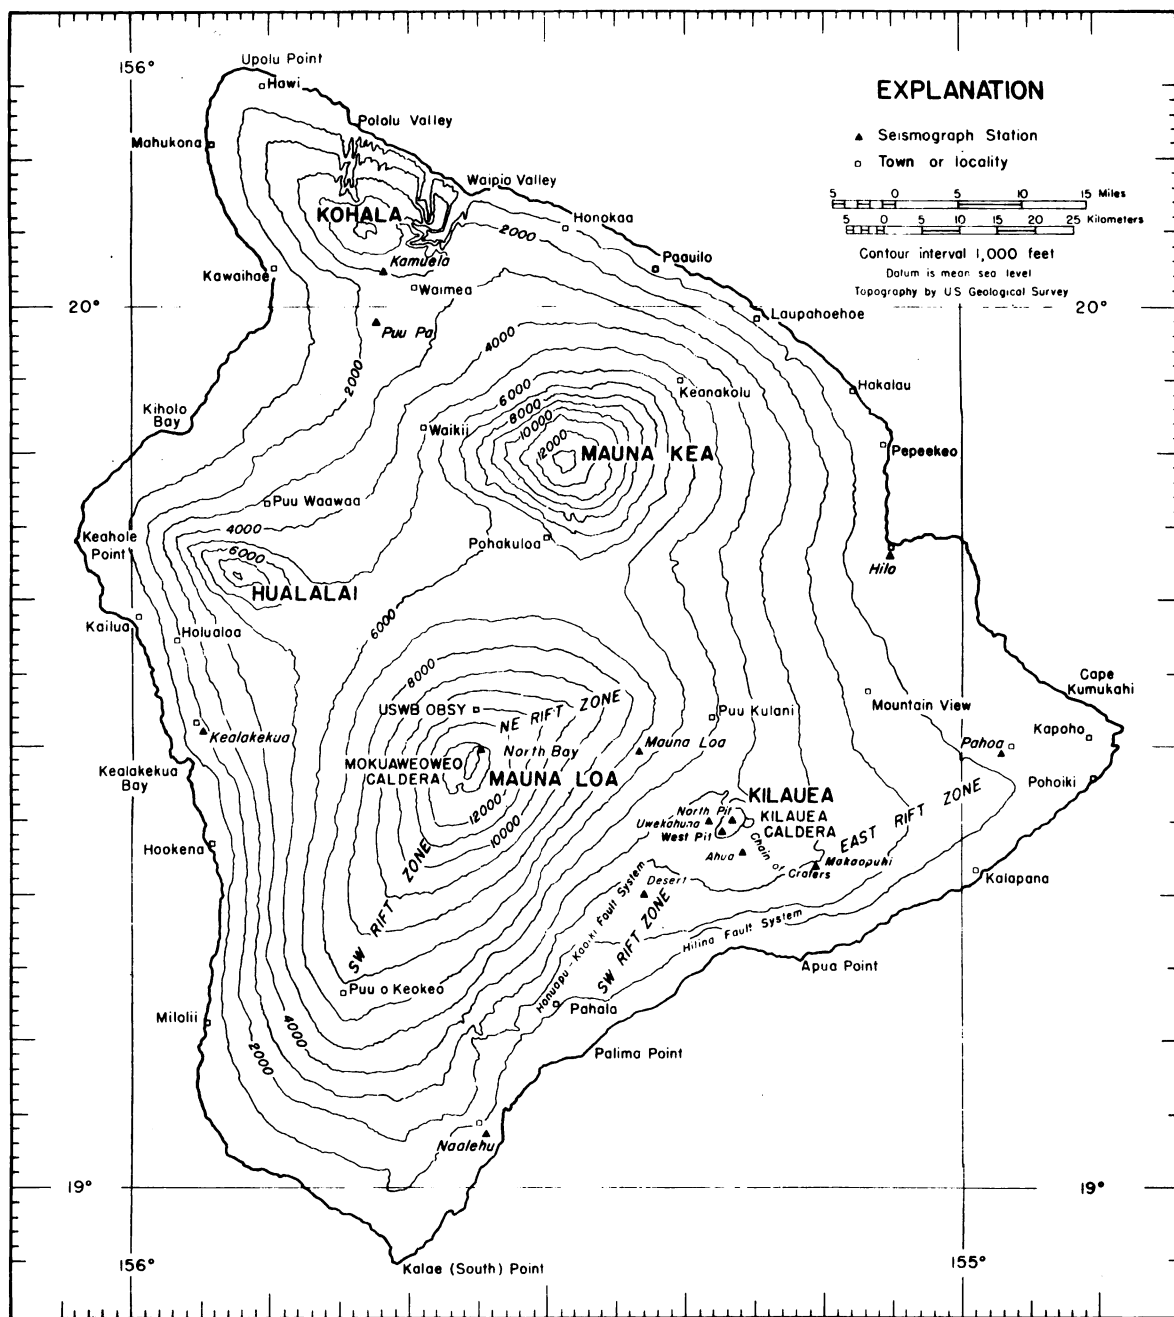 156°
Upolu Point
Hawi
EXPLANATION
Seismograph Station
Town or locality
5 0 5 10 15 Miles
5 0 5 10 15 20 25 Kilometers
Contour interval 1,000 feet
Datum is mean sea level
Topography by US Geological Survey
Pololu Valley
Mahukona
Waipio Valley
KOHALA
Honokaa
2000
Paauilo
Kamuela
Kawaihae
Waimea
20°
20°
Laupahoehoe
Puu Pa
4000
2000
Keanakolu
Hakalau
6000
8000
10000
12000
Kiholo
Bay
Waikii
MAUNA KEA
Pepeekeo
Puu Waawaa
4000
Keahole
Point
Pohakuloa
6000
Hilo
HUALALAI
Kailua
Holualoa
6000
8000
Cape
Kumukahi
USWB OBSY
NE RIFT ZONE
Puu Kulani
Mountain View
Kapoho
Kealakekua
North Bay
Mauna Loa
Pahoa
MOKUAWEOWEO
CALDERA
MAUNA LOA
Kealakekua
Bay
Pohoiki
KILAUEA
North Pit
KILAUEA
CALDERA
Uwekahuna
West Pit
12000
10000
EAST RIFT ZONE
Hookena
Ahua
Chain of Craters
Makaopuhi
Kalapana
SW RIFT ZONE
Desert
Honuapu - Kaoiki Fault System
SW RIFT ZONE
Hilina Fault System
Apua Point
Puu o Keokeo
Pahala
Milolii
4000
2000
Palima Point
Naalehu
19°
19°
156°
155°
Kalae (South) Point